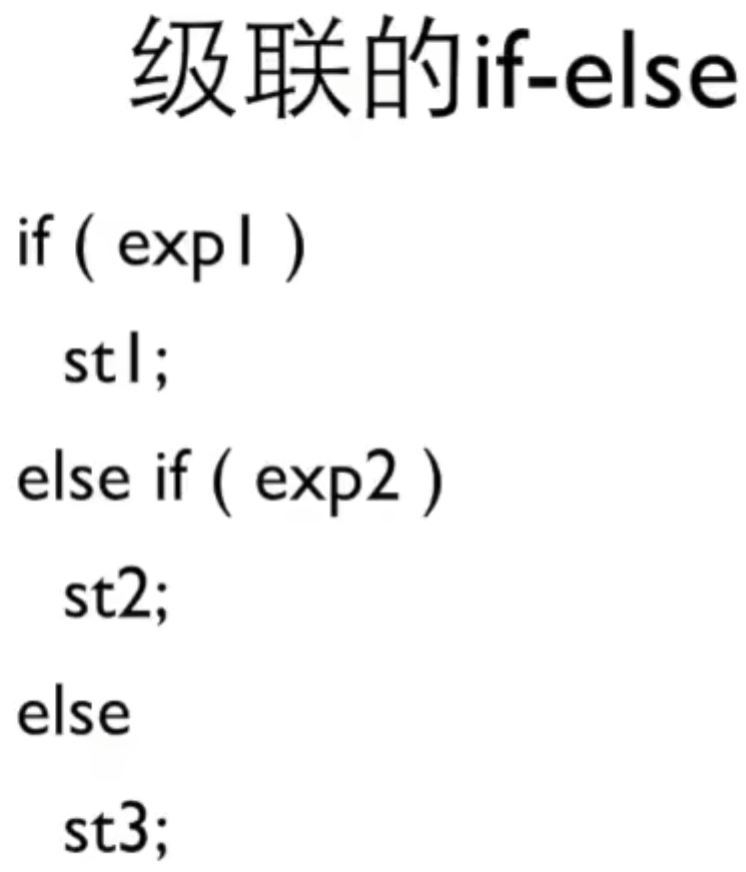 级联的if-else
if ( exp1 )
st1;
else if ( exp2 )
st2;
else
st3;